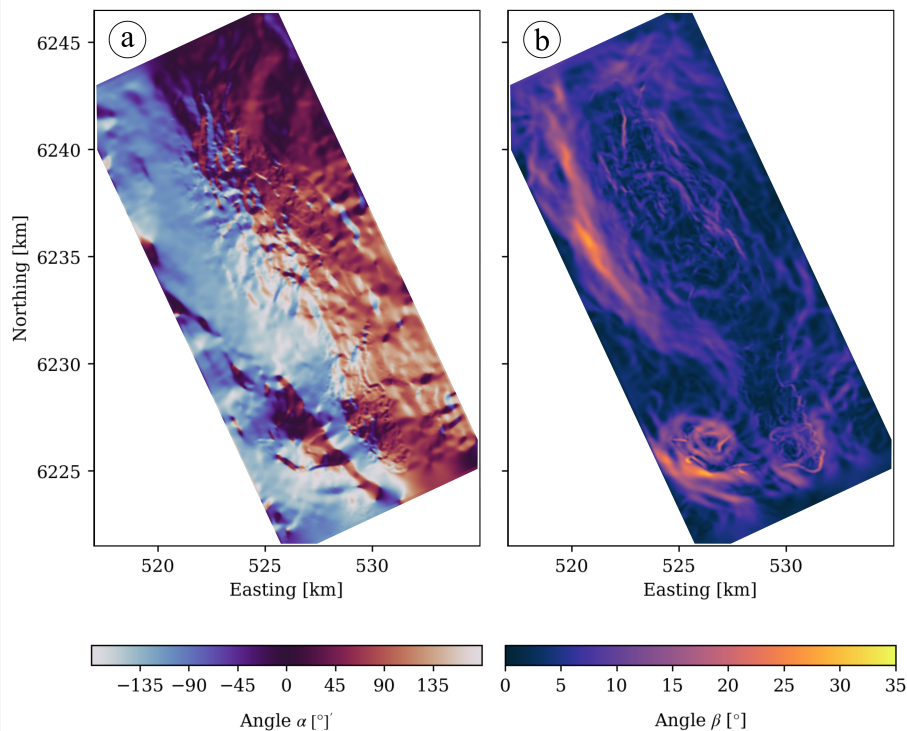 a
b
6245
6240
6235
6230
6225
Northing [km]
520 525 530
520 525 530
Easting [km]
Easting [km]
−135 −90 −45 0 45 90 135
0 5 10 15 20 25 30 35
Angle α [°]′
Angle β [°]